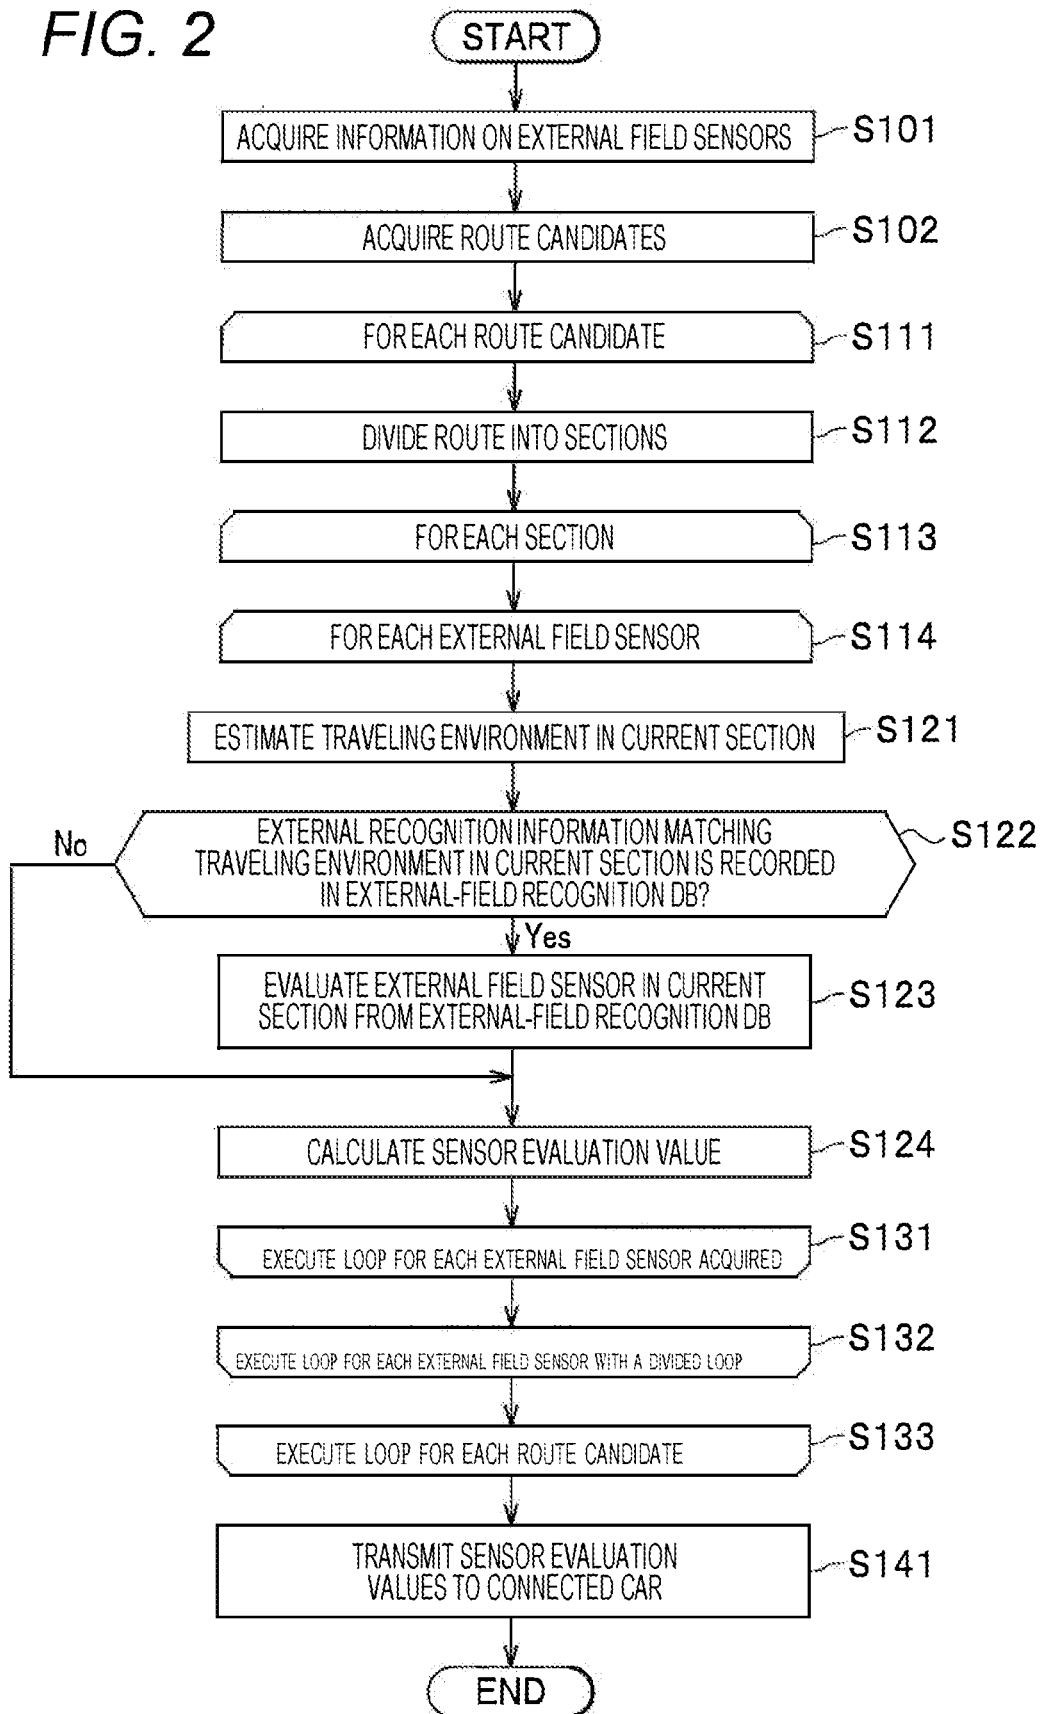 FIG. 2
START
ACQUIRE INFORMATION ON EXTERNAL FIELD SENSORS
S101
ACQUIRE ROUTE CANDIDATES
S102
FOR EACH ROUTE CANDIDATE
S111
DIVIDE ROUTE INTO SECTIONS
S112
FOR EACH SECTION
S113
FOR EACH EXTERNAL FIELD SENSOR
S114
ESTIMATE TRAVELING ENVIRONMENT IN CURRENT SECTION
S121
EXTERNAL RECOGNITION INFORMATION MATCHING
TRAVELING ENVIRONMENT IN CURRENT SECTION IS RECORDED
IN EXTERNAL-FIELD RECOGNITION DB?
S122
No
Yes
EVALUATE EXTERNAL FIELD SENSOR IN CURRENT
SECTION FROM EXTERNAL-FIELD RECOGNITION DB
S123
CALCULATE SENSOR EVALUATION VALUE
S124
EXECUTE LOOP FOR EACH EXTERNAL FIELD SENSOR ACQUIRED
S131
EXECUTE LOOP FOR EACH EXTERNAL FIELD SENSOR WITH A DIVIDED LOOP
S132
EXECUTE LOOP FOR EACH ROUTE CANDIDATE
S133
TRANSMIT SENSOR EVALUATION
VALUES TO CONNECTED CAR
S141
END